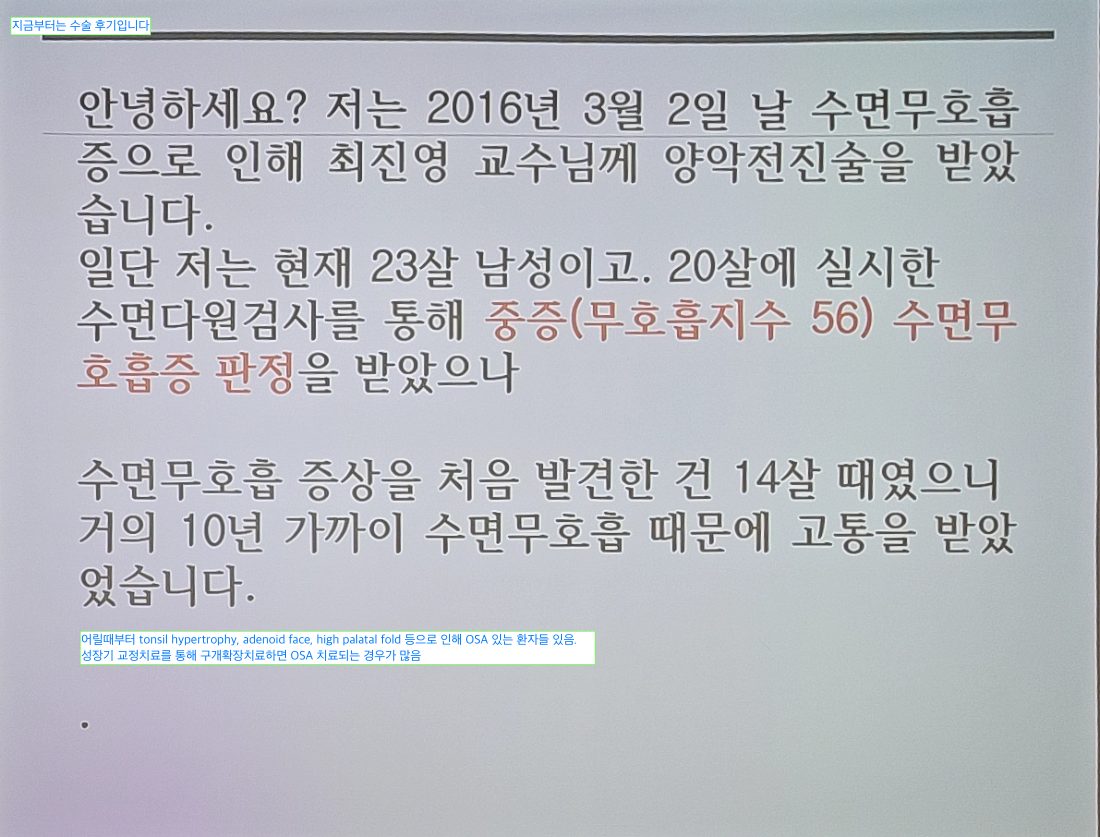 지금부터는 수술 후기입니다
안녕하세요? 저는 2016년 3월 2일 날 수면무호흡
증으로 인해 최진영 교수님께 양악전진술을 받았
습니다.
일단 저는 현재 23살 남성이고. 20살에 실시한
수면다원검사를 통해 중증(무호흡지수 56) 수면무
호흡증 판정을 받았으나
수면무호흡 증상을 처음 발견한 건 14살 때였으니
거의 10년 가까이 수면무호흡 때문에 고통을 받았
었습니다.
어릴때부터 tonsil hypertrophy, adenoid face, high palatal fold 등으로 인해 OSA 있는 환자들 있음.
성장기 교정치료를 통해 구개확장치료하면 OSA 치료되는 경우가 많음
.